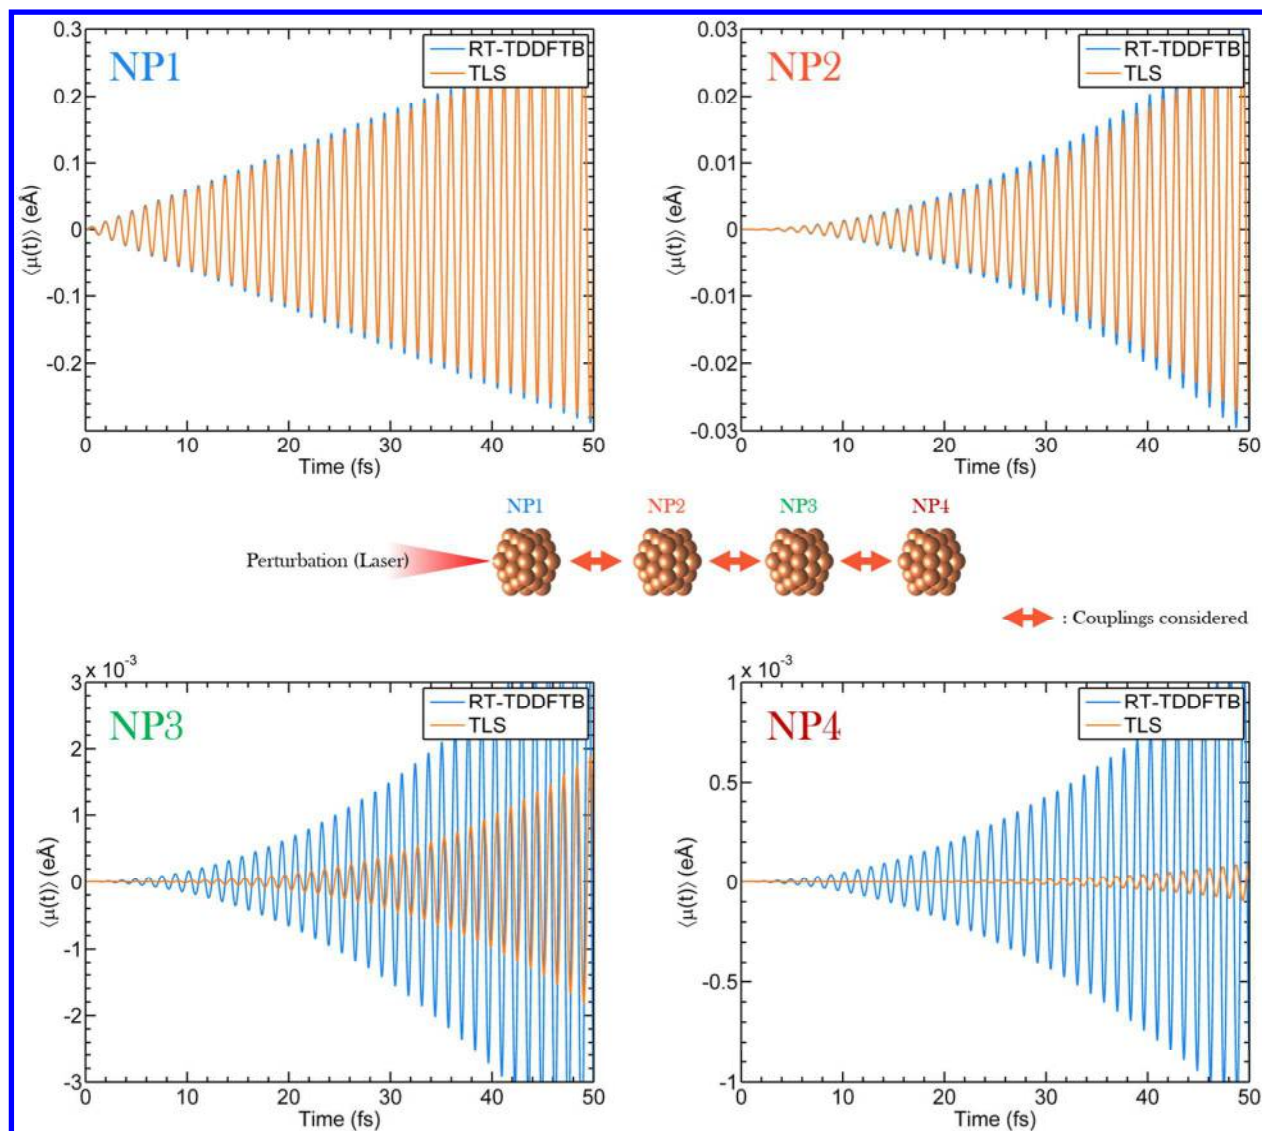 NP1
RT-TDDFTB
TLS
0.3
0.2
0.1
0
-0.1
-0.2
⟨μ(t)⟩ (eÅ)
0 10 20 30 40 50
Time (fs)
NP2
RT-TDDFTB
TLS
0.03
0.02
0.01
0
-0.01
-0.02
-0.03
⟨μ(t)⟩ (eÅ)
0 10 20 30 40 50
Time (fs)
NP1 NP2 NP3 NP4
Perturbation (Laser)
: Couplings considered
x 10⁻³
NP3
RT-TDDFTB
TLS
3
2
1
0
-1
-2
-3
⟨μ(t)⟩ (eÅ)
0 10 20 30 40 50
Time (fs)
x 10⁻³
NP4
RT-TDDFTB
TLS
1
0.5
0
-0.5
-1
⟨μ(t)⟩ (eÅ)
0 10 20 30 40 50
Time (fs)